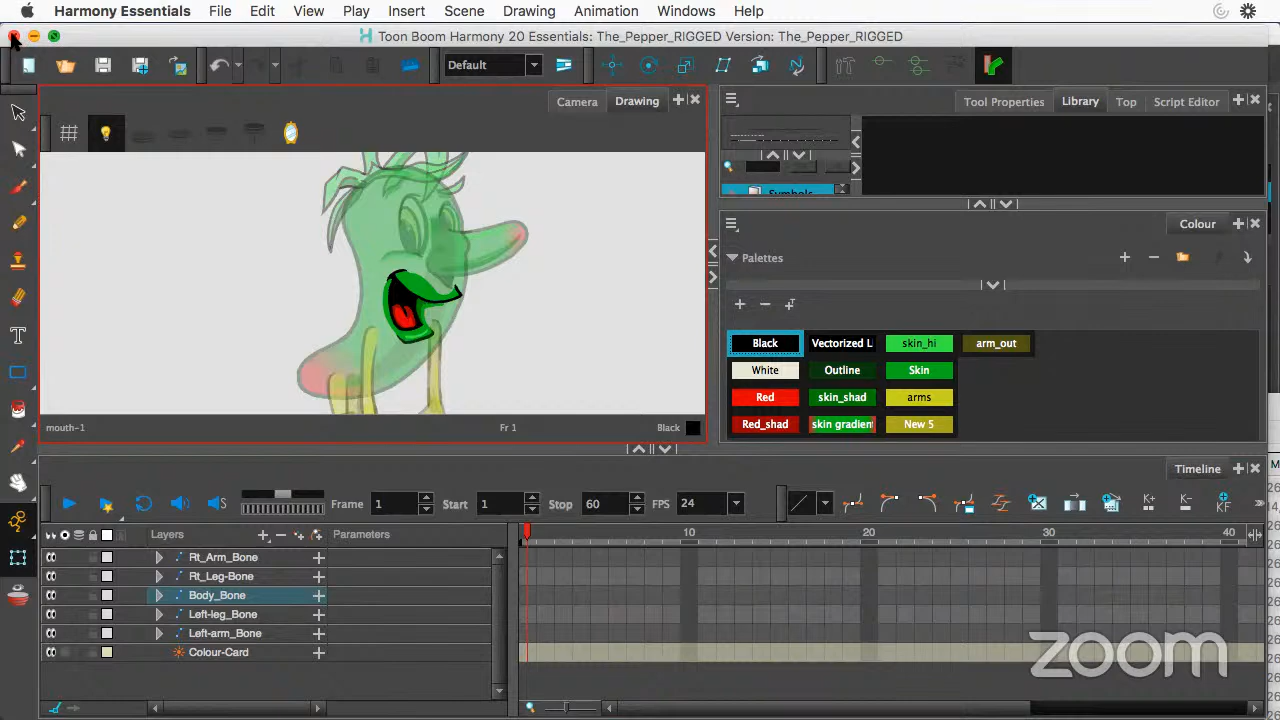 Harmony Essentials File Edit View Play Insert Scene Drawing Animation Windows Help
Toon Boom Harmony 20 Essentials: The_Pepper_RIGGED Version: The_Pepper_RIGGED
Default
Camera Drawing
Tool Properties Library Top Script Editor
Symbols
Colour
Palettes
Black Vectorized L skin_hi arm_out
White Outline Skin
Red skin_shad arms
Red_shad skin gradient New 5
mouth-1 Fr 1 Black
Timeline
Frame 1 Start 1 Stop 60 FPS 24
Layers Parameters 10 20 30 40
Rt_Arm_Bone
Rt_Leg-Bone
Body_Bone
Left-leg_Bone
Left-arm_Bone
Colour-Card
zoom